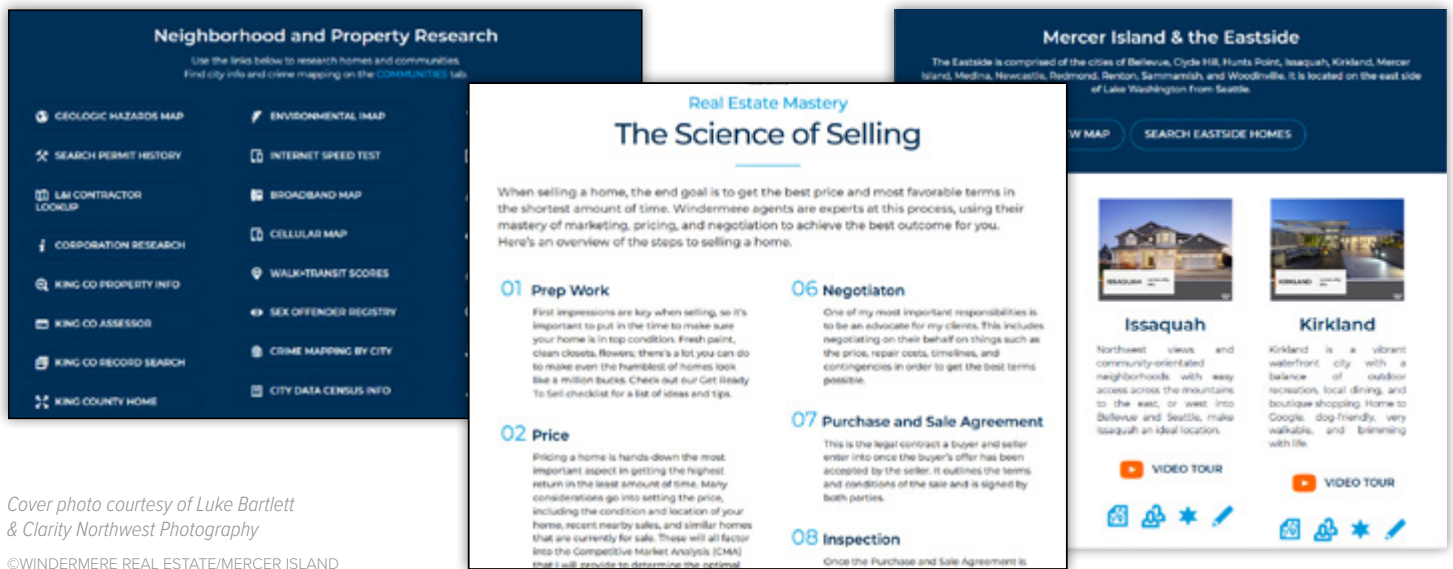 Neighborhood and Property Research
Use the links below to research homes and communities.
Find city info and crime mapping on the COMMUNITIES tab.
GEOLOGIC HAZARDS MAP
SEARCH PERMIT HISTORY
L&I CONTRACTOR
LOOKUP
CORPORATION RESEARCH
KING CO PROPERTY INFO
KING CO ASSESSOR
KING CO RECORD SEARCH
KING COUNTY HOME
ENVIRONMENTAL IMAP
INTERNET SPEED TEST
BROADBAND MAP
CELLULAR MAP
WALK+TRANSIT SCORES
SEX OFFENDER REGISTRY
CRIME MAPPING BY CITY
CITY DATA CENSUS INFO
Real Estate Mastery
The Science of Selling
When selling a home, the end goal is to get the best price and most favorable terms in
the shortest amount of time. Windermere agents are experts at this process, using their
mastery of marketing, pricing, and negotiation to achieve the best outcome for you.
Here's an overview of the steps to selling a home.
01 Prep Work
First impressions are key when selling, so it's
important to put in the time to make sure
your home is in top condition. Fresh paint,
clean closets, flowers; there's a lot you can do
to make even the humblest of homes look
like a million bucks. Check out our Get Ready
To Sell checklist for a list of ideas and tips.
02 Price
Pricing a home is hands-down the most
important aspect in getting the highest
return in the least amount of time. Many
considerations go into setting the price,
including the condition and location of your
home, recent nearby sales, and similar homes
that are currently for sale. These will all factor
into the Competitive Market Analysis (CMA)
that I will provide to determine the optimal
06 Negotiaton
One of my most important responsibilities is
to be an advocate for my clients. This includes
negotiating on their behalf on things such as
the price, repair costs, timelines, and
contingencies in order to get the best terms
possible.
07 Purchase and Sale Agreement
This is the legal contract a buyer and seller
enter into once the buyer's offer has been
accepted by the seller. It outlines the terms
and conditions of the sale and is signed by
both parties.
08 Inspection
Once the Purchase and Sale Agreement is
Mercer Island & the Eastside
The Eastside is comprised of the cities of Bellevue, Clyde Hill, Hunts Point, Issaquah, Kirkland, Mercer
Island, Medina, Newcastle, Redmond, Renton, Sammamish, and Woodinville. It is located on the east side
of Lake Washington from Seattle.
W MAP
SEARCH EASTSIDE HOMES
ISSAQUAH
Issaquah
Northwest views and
community-orientated
neighborhoods with easy
access across the mountains
to the east, or west into
Bellevue and Seattle, make
Issaquah an ideal location.
VIDEO TOUR
KIRKLAND
Kirkland
Kirkland is a vibrant
waterfront city with a
balance of outdoor
recreation, local dining, and
boutique shopping. Home to
Google, dog-friendly, very
walkable, and brimming
with life.
VIDEO TOUR
Cover photo courtesy of Luke Bartlett
& Clarity Northwest Photography
©WINDERMERE REAL ESTATE/MERCER ISLAND